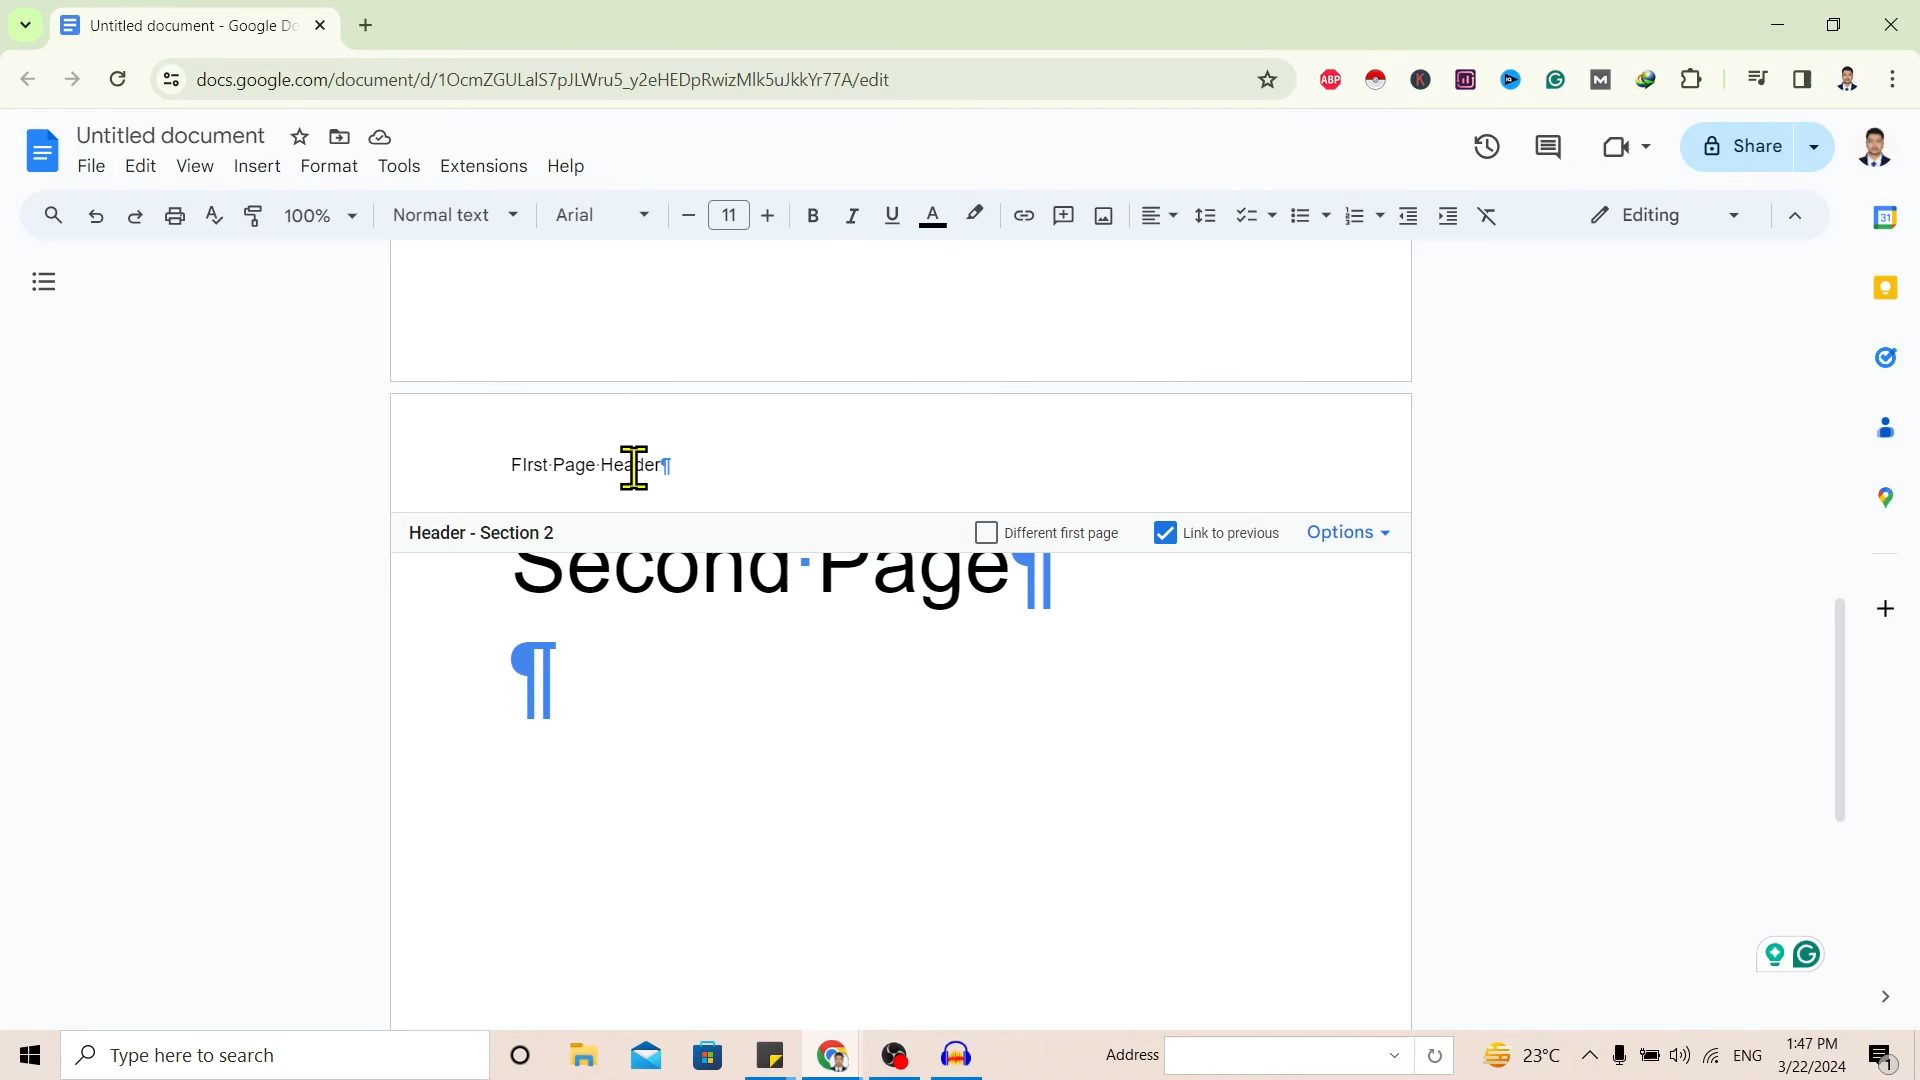 Untitled document - Google Do
docs.google.com/document/d/1OcmZGULalS7pJLWru5_y2eHEDpRwizMlk5uJkkYr77A/edit
Untitled document
File Edit View Insert Format Tools Extensions Help
Share
100% Normal text Arial 11 Editing
FIrst·Page·Header¶
Header - Section 2 Different first page Link to previous Options
Second·Page¶
¶
Type here to search
Address
23°C
ENG
1:47 PM
3/22/2024